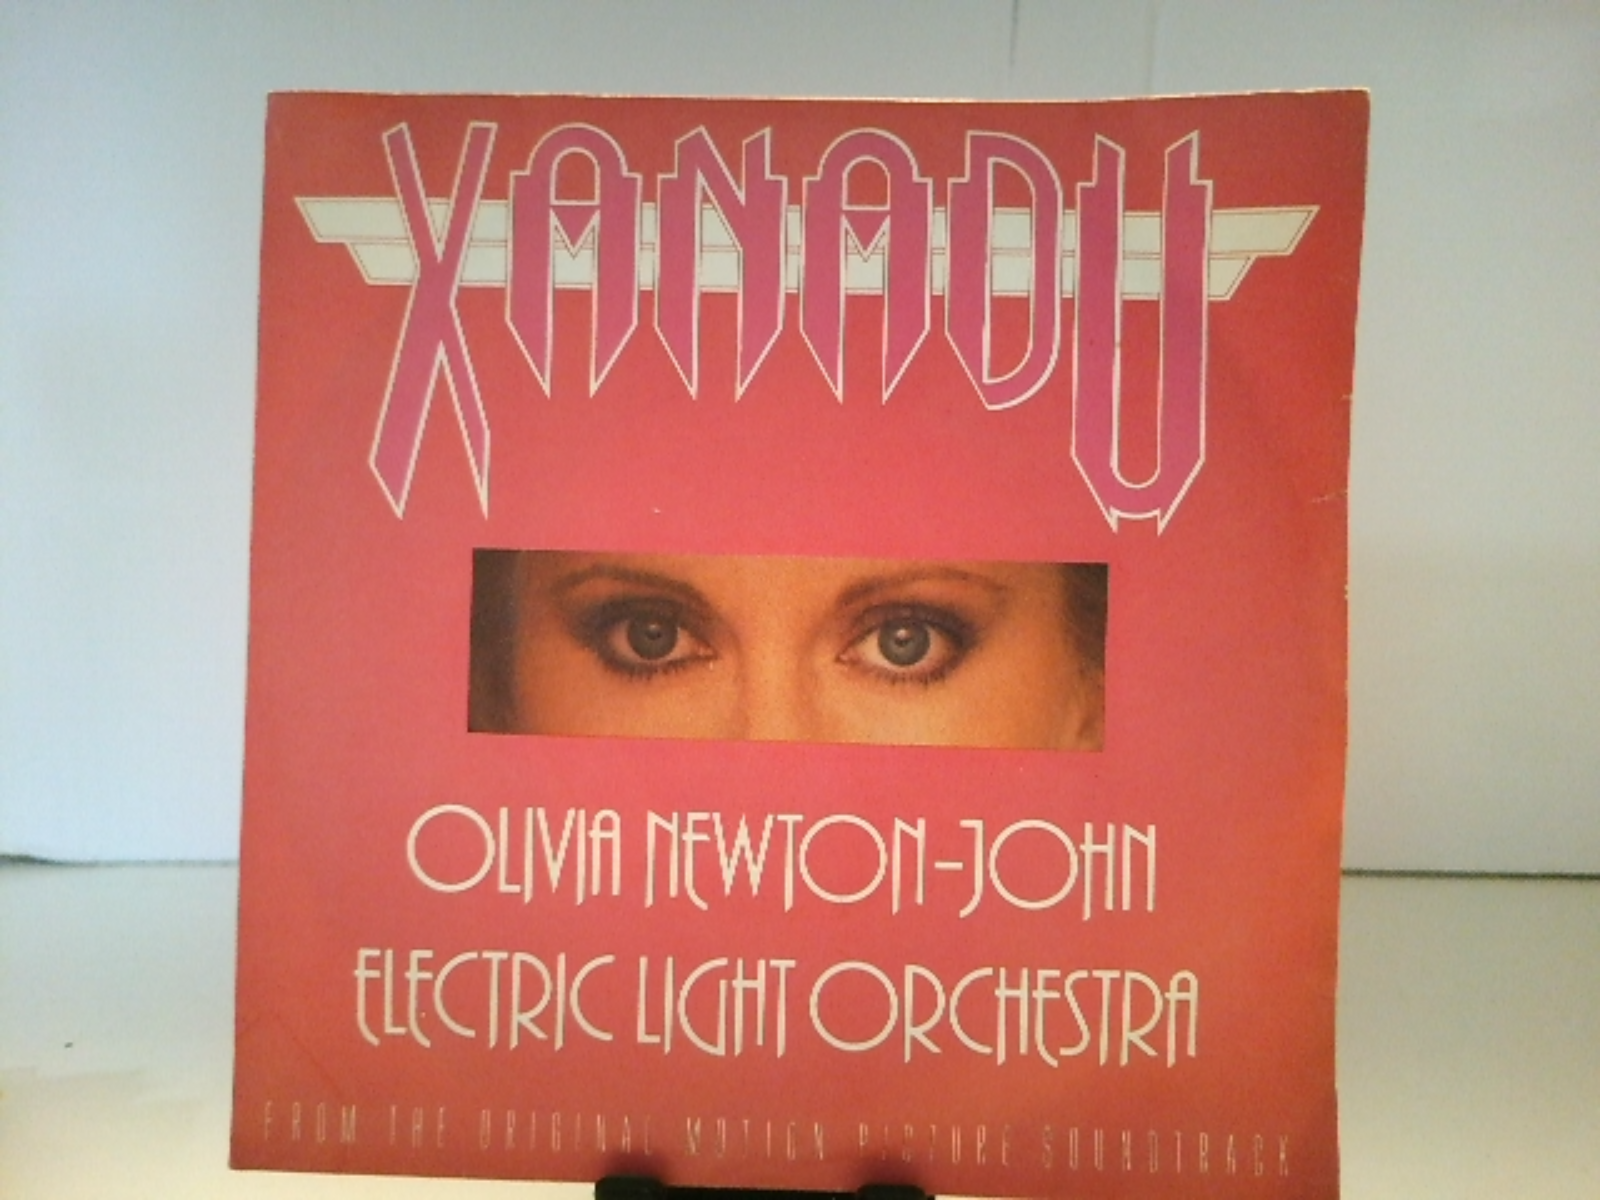 XANADU
OLIVIA NEWTON-JOHN
ELECTRIC LIGHT ORCHESTRA
FROM THE ORIGINAL MOTION PICTURE SOUNDTRACK